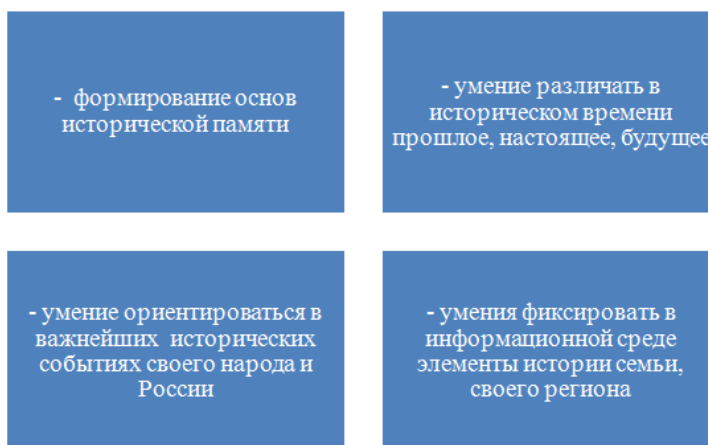 - формирование основ
исторической памяти
- умение различать в
историческом времени
прошлое, настоящее, будущее
- умение ориентироваться в
важнейших исторических
событиях своего народа и
России
- умения фиксировать в
информационной среде
элементы истории семьи,
своего региона